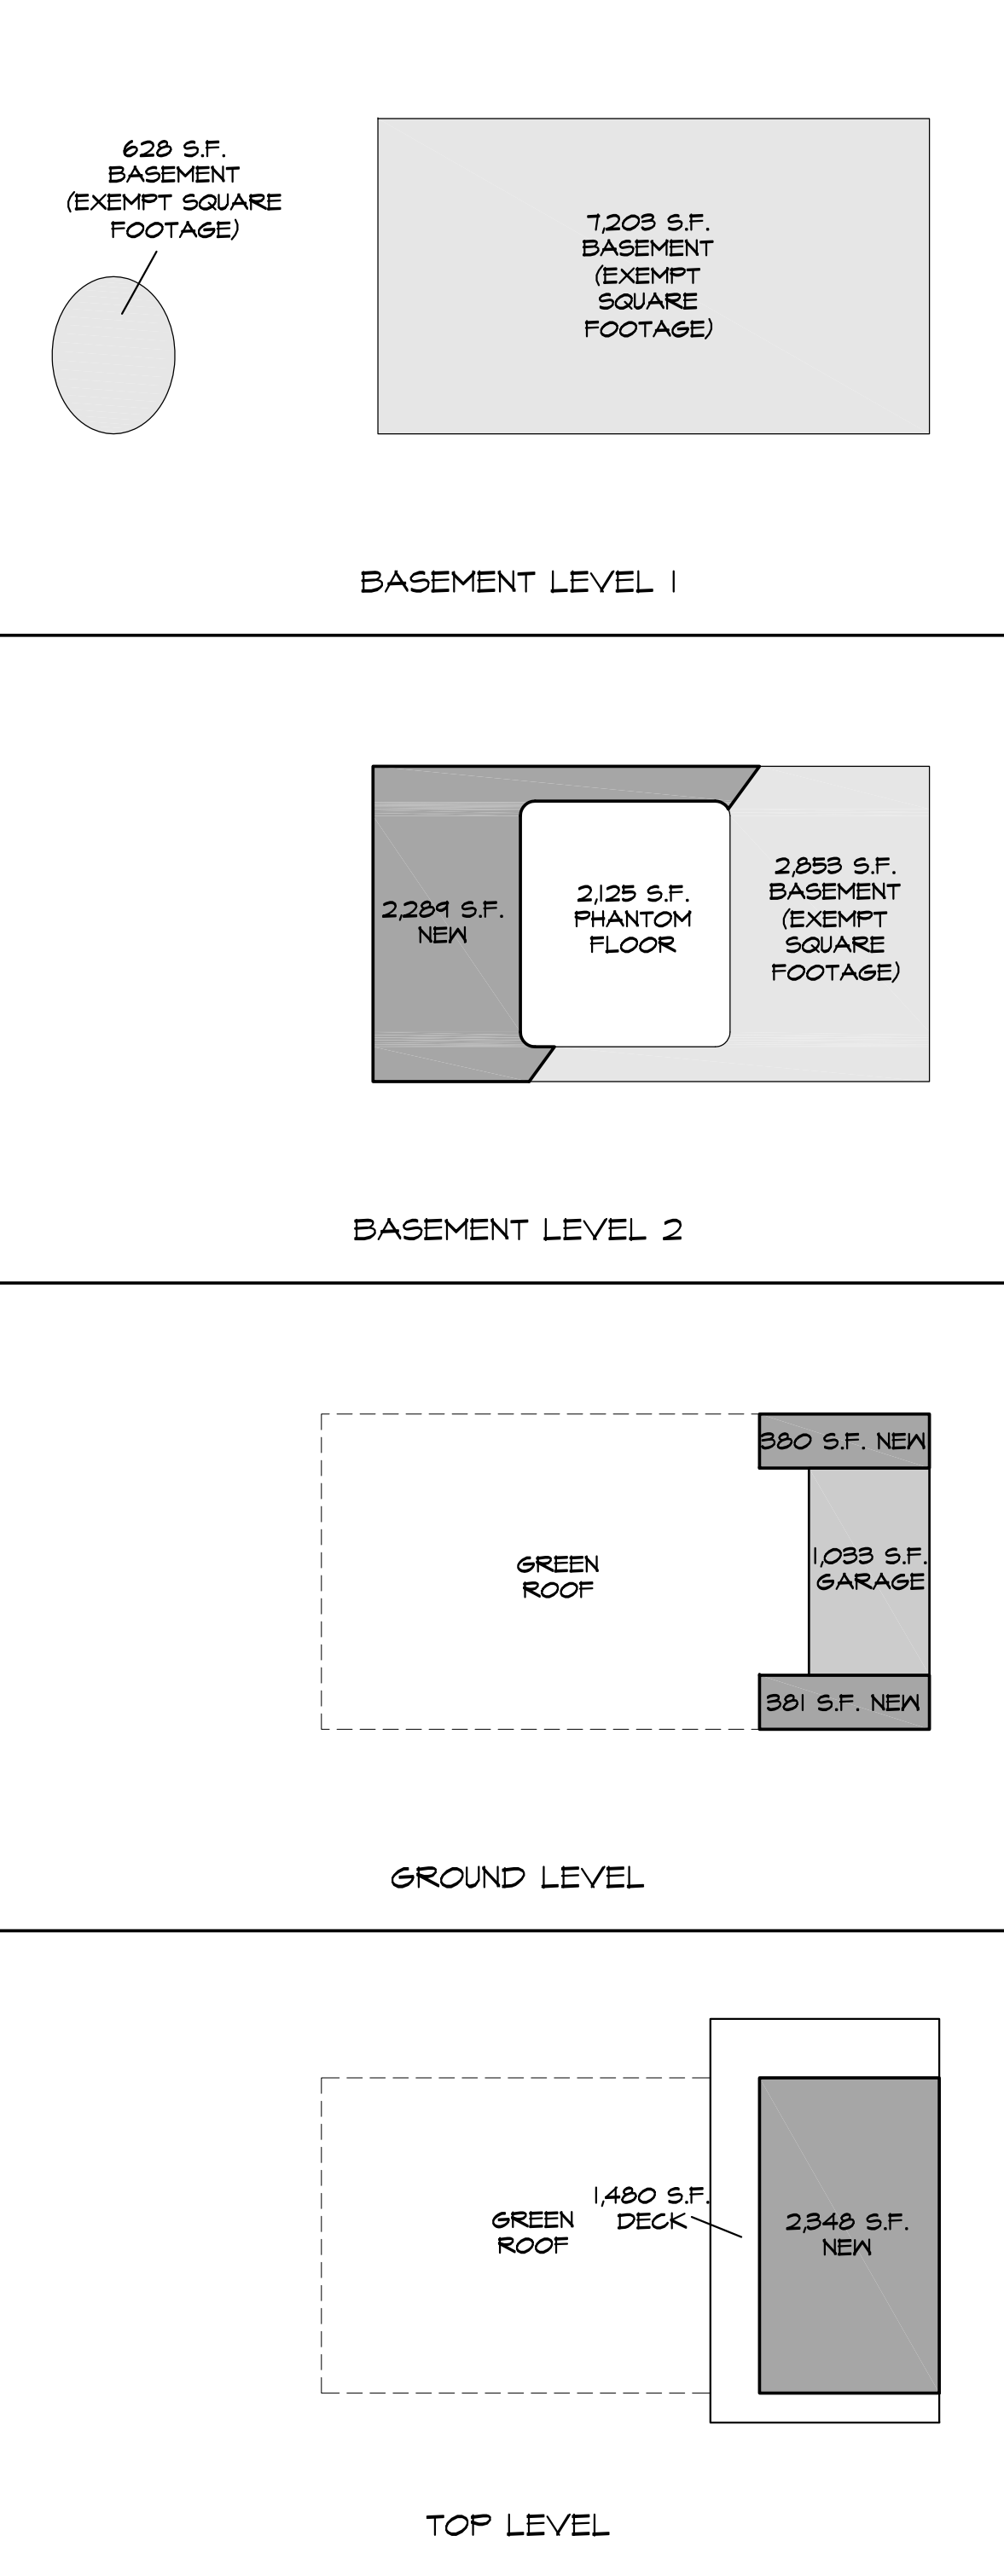 628 S.F.
BASEMENT
(EXEMPT SQUARE
FOOTAGE)
7,203 S.F.
BASEMENT
(EXEMPT
SQUARE
FOOTAGE)
BASEMENT LEVEL 1
2,289 S.F.
NEW
2,125 S.F.
PHANTOM
FLOOR
2,853 S.F.
BASEMENT
(EXEMPT
SQUARE
FOOTAGE)
BASEMENT LEVEL 2
380 S.F. NEW
GREEN
ROOF
1,033 S.F.
GARAGE
381 S.F. NEW
GROUND LEVEL
GREEN
ROOF
1,480 S.F.
DECK
2,348 S.F.
NEW
TOP LEVEL